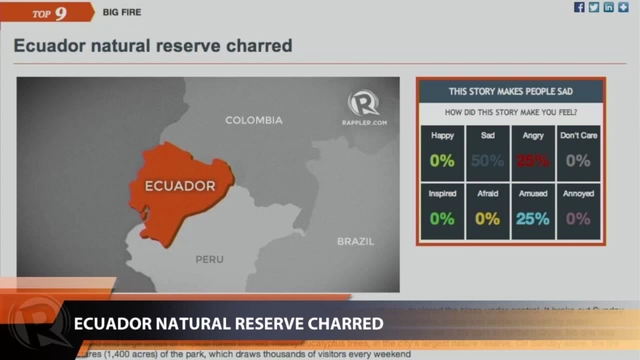 TOP 9
BIG FIRE
Ecuador natural reserve charred
THIS STORY MAKES PEOPLE SAD
HOW DID THIS STORY MAKE YOU FEEL?
Happy Sad Angry Don't Care
0% 50% 25% 0%
Inspired Afraid Amused Annoyed
0% 0% 25% 0%
R
RAPPLER.COM
COLOMBIA
ECUADOR
PERU
BRAZIL
R
ECUADOR NATURAL RESERVE CHARRED
(1,400 acres) of the park, which draws thousands of visitors every weekend